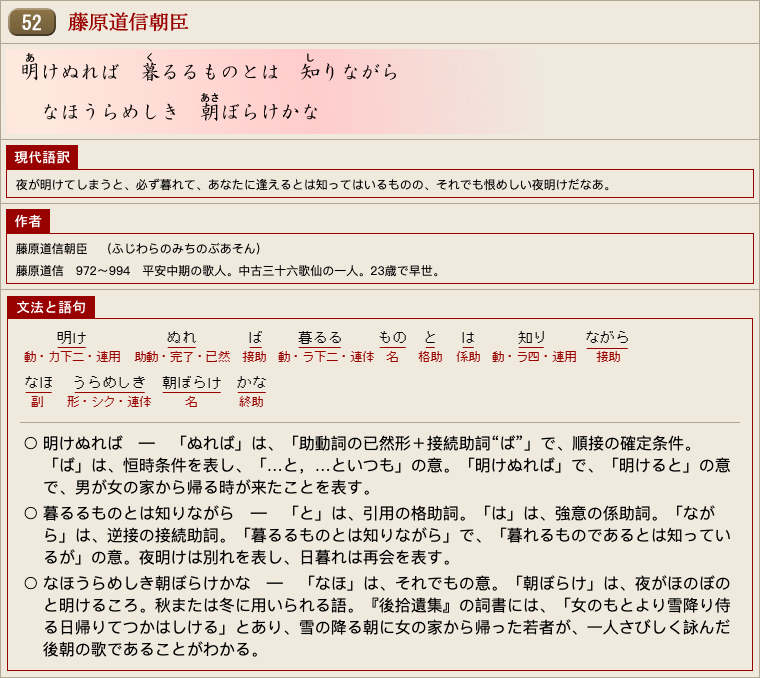 52 藤原道信朝臣
明けぬれば　暮るるものとは　知りながら
なほうらめしき　朝ぼらけかな
現代語訳
夜が明けてしまうと、必ず暮れて、あなたに逢えるとは知ってはいるものの、それでも恨めしい夜明けだなあ。
作者
藤原道信朝臣　（ふじわらのみちのぶあそん）
藤原道信　972～994　平安中期の歌人。中古三十六歌仙の一人。23歳で早世。
文法と語句
明け　ぬれ　ば　暮るる　もの　と　は　知り　ながら
動・カ下二・連用　助動・完了・已然　接助　動・ラ下二・連体　名　格助　係助　動・ラ四・連用　接助
なほ　うらめしき　朝ぼらけ　かな
副　形・シク・連体　名　終助
○ 明けぬれば　―　「ぬれば」は、「助動詞の已然形＋接続助詞“ば”」で、順接の確定条件。
「ば」は、恒時条件を表し、「…と，…といつも」の意。「明けぬれば」で、「明けると」の意
で、男が女の家から帰る時が来たことを表す。
○ 暮るるものとは知りながら　―　「と」は、引用の格助詞。「は」は、強意の係助詞。「なが
ら」は、逆接の接続助詞。「暮るるものとは知りながら」で、「暮れるものであるとは知ってい
るが」の意。夜明けは別れを表し、日暮れは再会を表す。
○ なほうらめしき朝ぼらけかな　―　「なほ」は、それでもの意。「朝ぼらけ」は、夜がほのぼの
と明けるころ。秋または冬に用いられる語。『後拾遺集』の詞書には、「女のもとより雪降り侍
る日帰りてつかはしける」とあり、雪の降る朝に女の家から帰った若者が、一人さびしく詠んだ
後朝の歌であることがわかる。